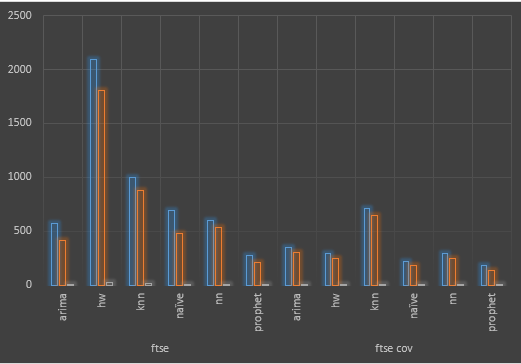 2500
2000
1500
1000
500
0
arima
hw
knn
naïve
nn
prophet
arima
hw
knn
naïve
nn
prophet
ftse
ftse cov